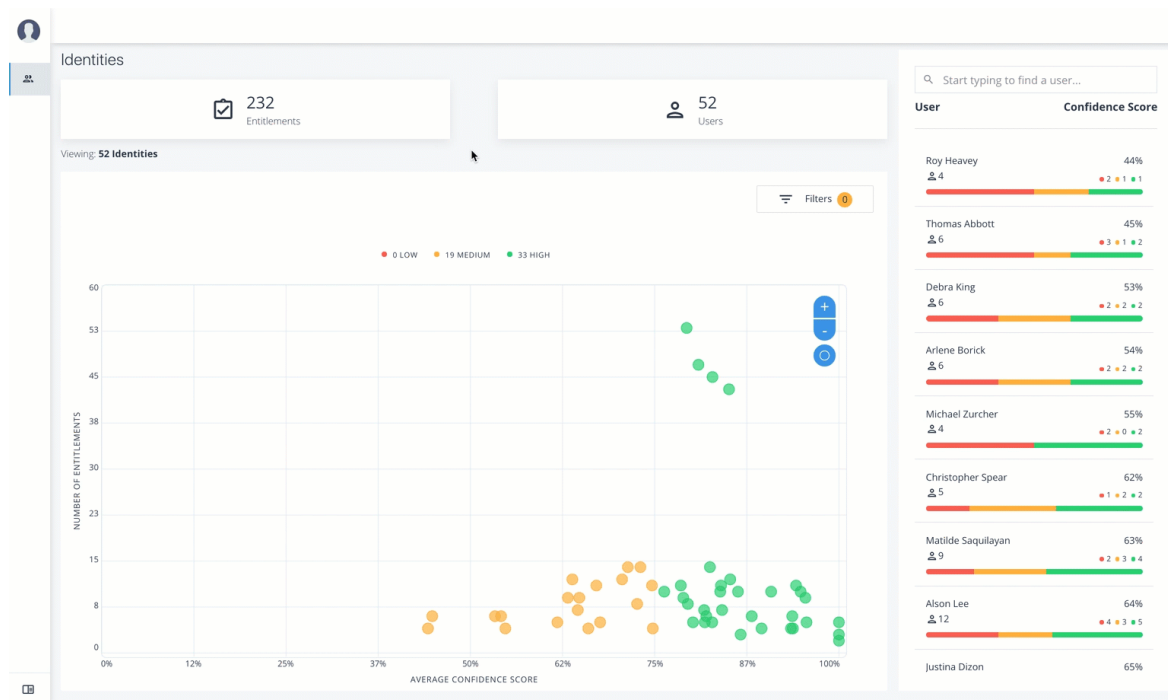 Identities
232
Entitlements
52
Users
Viewing: 52 Identities
Filters 0
0 LOW 19 MEDIUM 33 HIGH
+
-
60
53
45
38
30
23
15
8
0
NUMBER OF ENTITLEMENTS
0% 12% 25% 37% 50% 62% 75% 87% 100%
AVERAGE CONFIDENCE SCORE
Start typing to find a user...
User Confidence Score
Roy Heavey 44%
4 2 1 1
Thomas Abbott 45%
6 3 1 2
Debra King 53%
6 2 2 2
Arlene Borick 54%
6 2 2 2
Michael Zurcher 55%
4 2 0 2
Christopher Spear 62%
5 1 2 2
Matilde Saquilayan 63%
9 2 3 4
Alson Lee 64%
12 4 3 5
Justina Dizon 65%